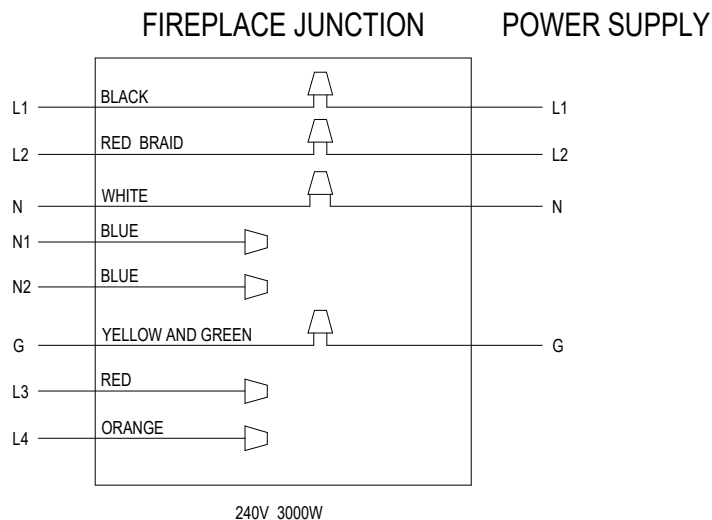 FIREPLACE JUNCTION POWER SUPPLY
L1 BLACK L1
L2 RED BRAID L2
N WHITE N
N1 BLUE
N2 BLUE
G YELLOW AND GREEN G
L3 RED
L4 ORANGE
240V 3000W